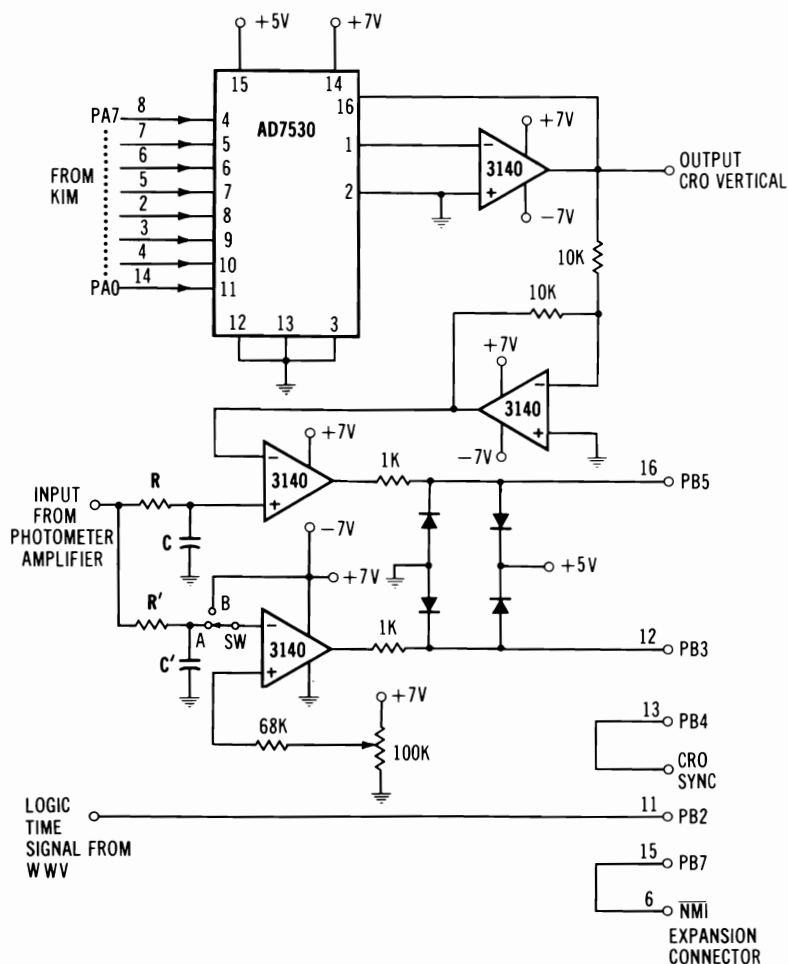 +5V
+7V
15
14
AD7530
16
1
2
PA7
8
4
7
5
6
6
5
7
2
8
3
9
4
10
PA0
14
11
FROM
KIM
12
13
3
+7V
−
3140
+
−7V
OUTPUT
CRO VERTICAL
10K
10K
+7V
−
3140
+
−7V
+7V
−
3140
+
1K
16
PB5
INPUT
FROM
PHOTOMETER
AMPLIFIER
R
C
−7V
+7V
+5V
R'
B
A
SW
C'
−
3140
+
1K
12
PB3
+7V
68K
100K
13
PB4
CRO
SYNC
LOGIC
TIME
SIGNAL FROM
WWV
11
PB2
15
PB7
6
NMI
EXPANSION
CONNECTOR